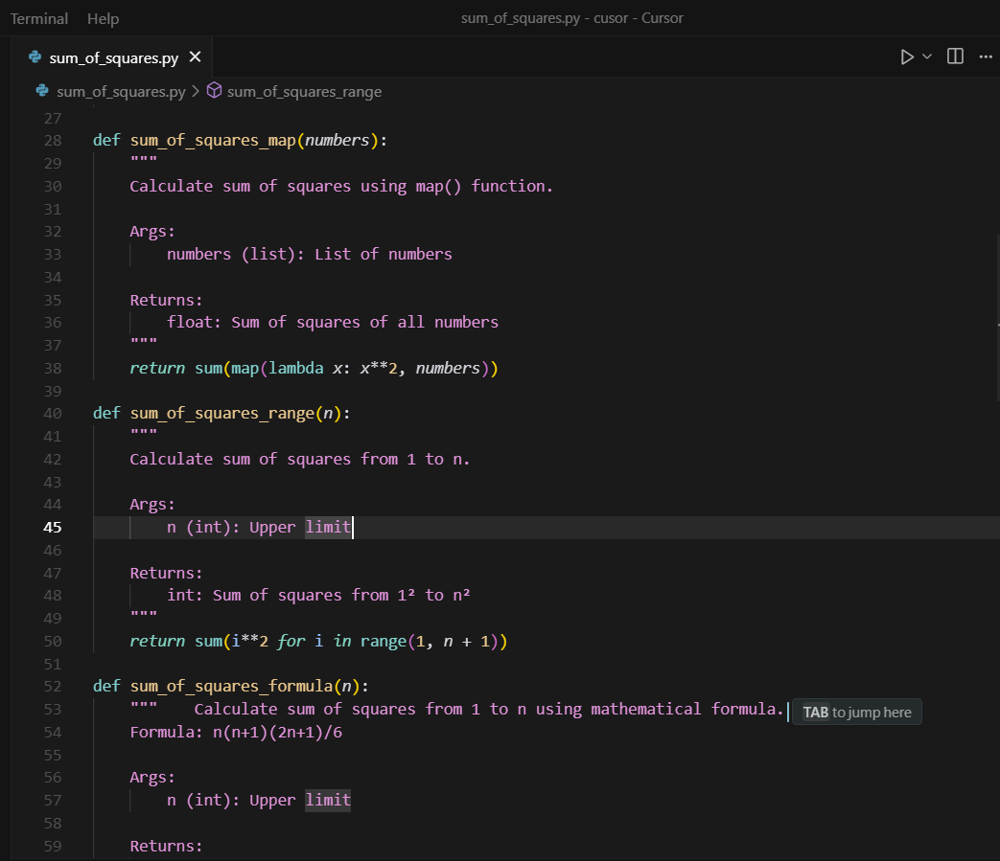 Terminal Help sum_of_squares.py - cusor - Cursor
sum_of_squares.py
sum_of_squares.py > sum_of_squares_range
27
28 def sum_of_squares_map(numbers):
29 """
30 Calculate sum of squares using map() function.
31
32 Args:
33 numbers (list): List of numbers
34
35 Returns:
36 float: Sum of squares of all numbers
37 """
38 return sum(map(lambda x: x**2, numbers))
39
40 def sum_of_squares_range(n):
41 """
42 Calculate sum of squares from 1 to n.
43
44 Args:
45 n (int): Upper limit
46
47 Returns:
48 int: Sum of squares from 1² to n²
49 """
50 return sum(i**2 for i in range(1, n + 1))
51
52 def sum_of_squares_formula(n):
53 """ Calculate sum of squares from 1 to n using mathematical formula. TAB to jump here
54 Formula: n(n+1)(2n+1)/6
55
56 Args:
57 n (int): Upper limit
58
59 Returns: